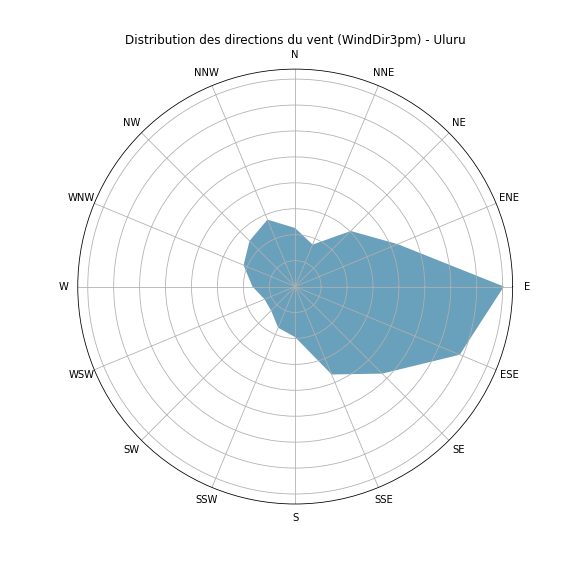 Distribution des directions du vent (WindDir3pm) - Uluru
N
NNW
NNE
NW
NE
WNW
ENE
W
E
WSW
ESE
SW
SE
SSW
SSE
S